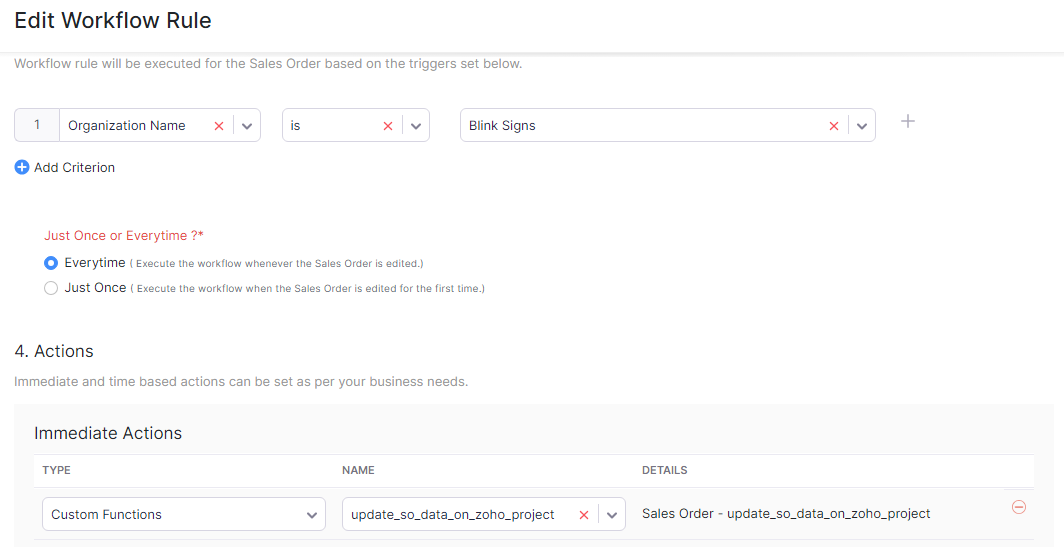 Edit Workflow Rule
Workflow rule will be executed for the Sales Order based on the triggers set below.
1 Organization Name is Blink Signs
Add Criterion
Just Once or Everytime ?*
Everytime ( Execute the workflow whenever the Sales Order is edited.)
Just Once ( Execute the workflow when the Sales Order is edited for the first time.)
4. Actions
Immediate and time based actions can be set as per your business needs.
Immediate Actions
TYPE NAME DETAILS
Custom Functions update_so_data_on_zoho_project Sales Order - update_so_data_on_zoho_project